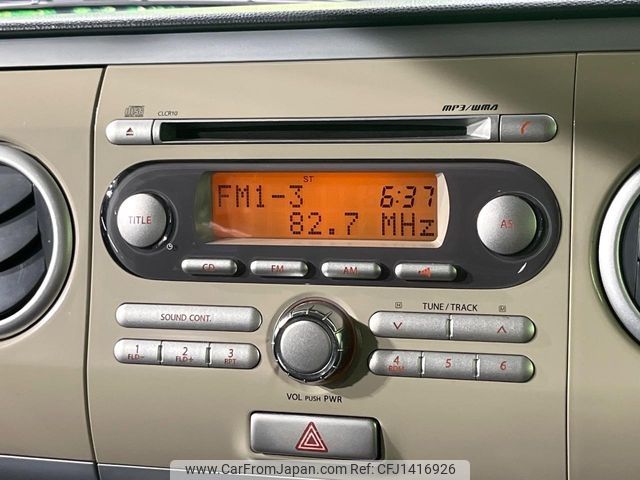 disc CLCR10
MP3/WMA
ST
FM1-3 6:37
82.7 MHz
TITLE
AS
CD FM AM
SOUND CONT.
TUNE/TRACK
1 2 3
FLD- FLD+ RPT
4 5 6
RDM
VOL PUSH PWR
www.CarFromJapan.com CFJ1416926